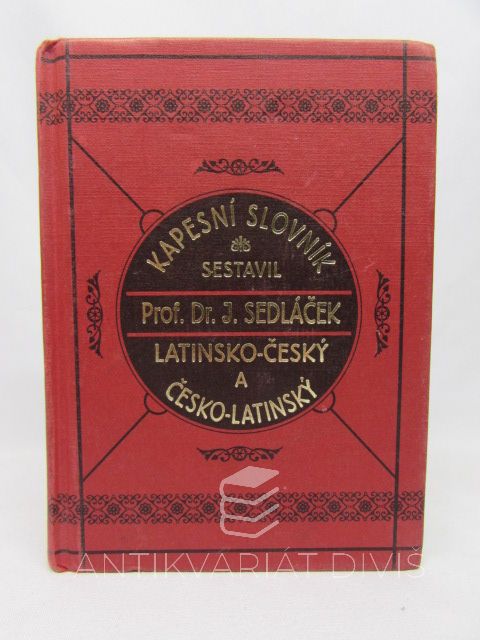 KAPESNÍ SLOVNÍK
SESTAVIL
Prof. Dr. J. SEDLÁČEK
LATINSKO-ČESKÝ
A
ČESKO-LATINSKÝ
ANTIKVARIÁT DIVIŠ